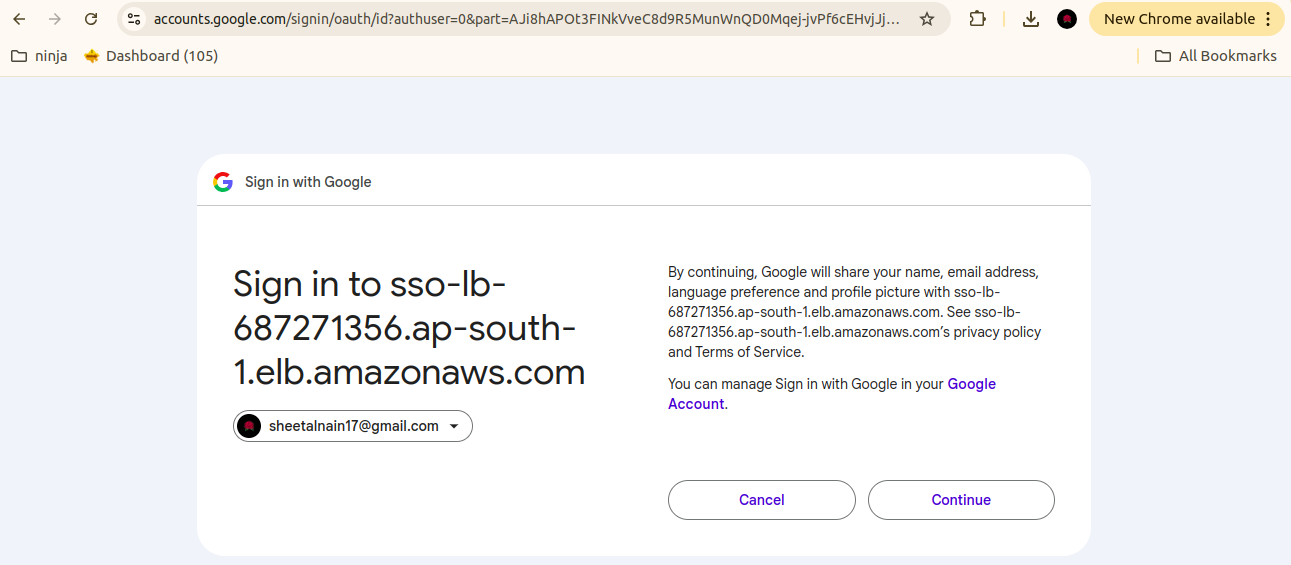 accounts.google.com/signin/oauth/id?authuser=0&part=AJi8hAPOt3FINkVveC8d9R5MunWnQD0Mqej-jvPf6cEHvjJj...
New Chrome available
ninja
Dashboard (105)
All Bookmarks
Sign in with Google
Sign in to sso-lb-
687271356.ap-south-
1.elb.amazonaws.com
sheetalnain17@gmail.com
By continuing, Google will share your name, email address,
language preference and profile picture with sso-lb-
687271356.ap-south-1.elb.amazonaws.com. See sso-lb-
687271356.ap-south-1.elb.amazonaws.com’s privacy policy
and Terms of Service.
You can manage Sign in with Google in your Google
Account.
Cancel
Continue